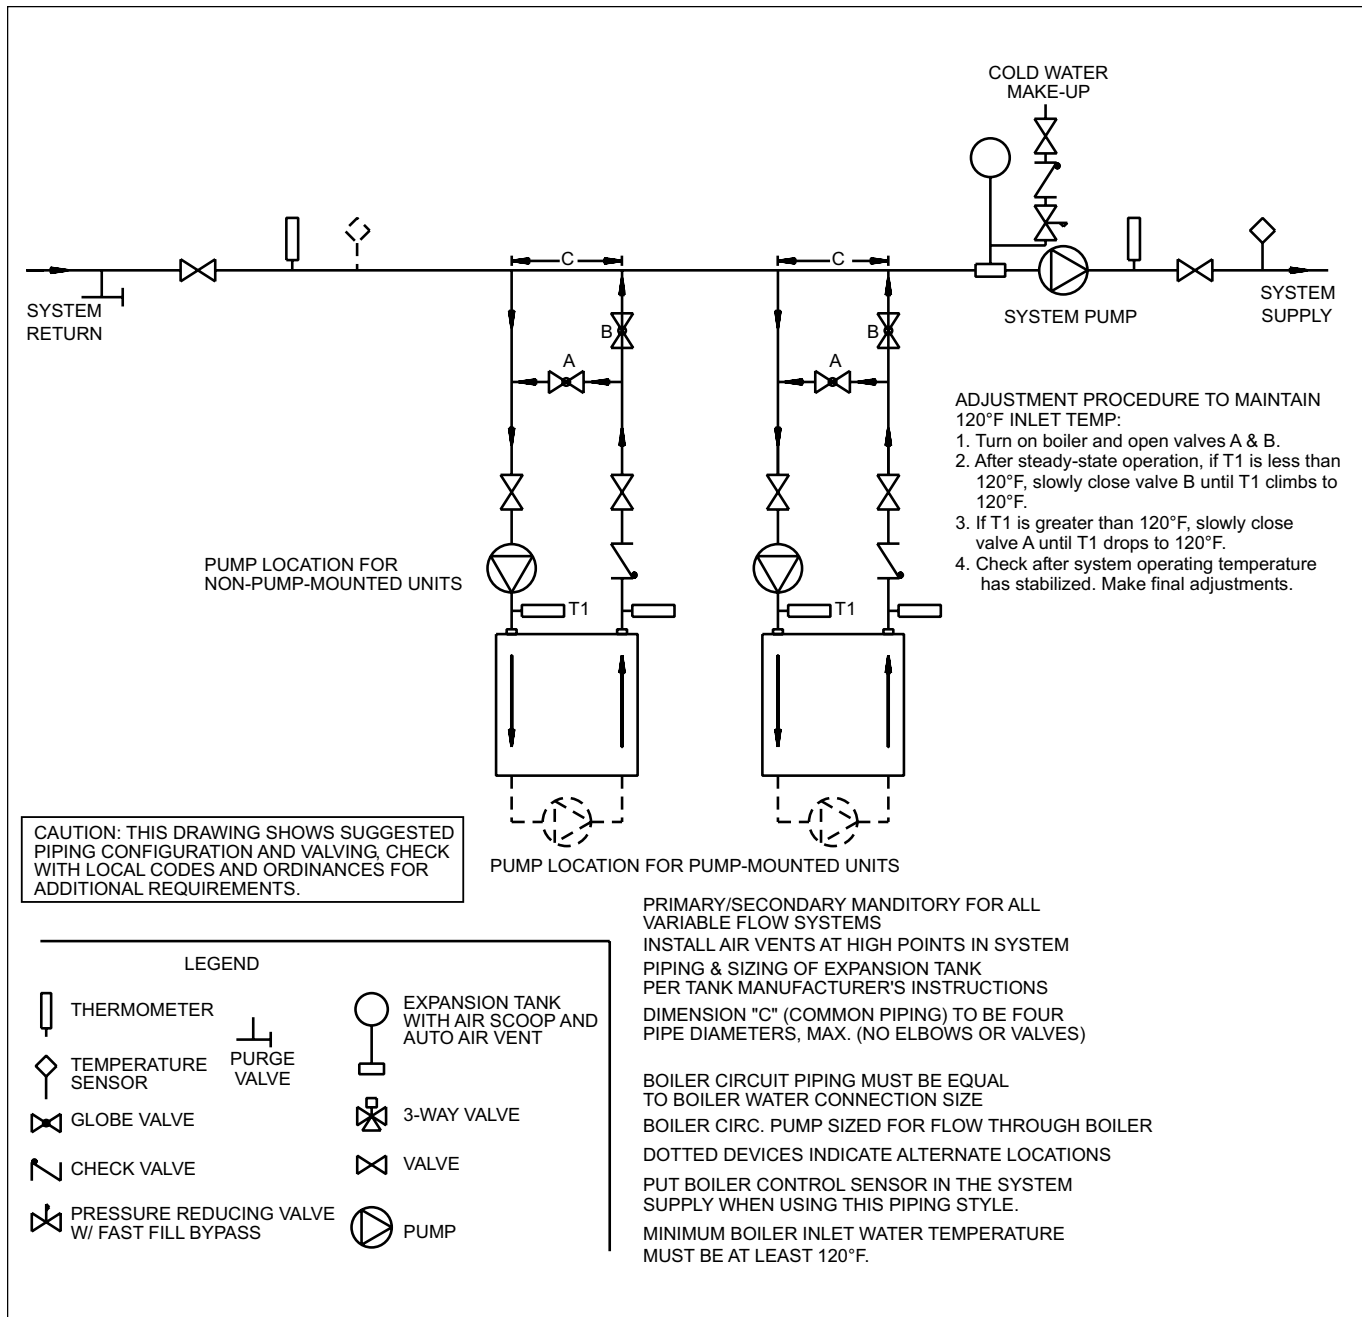 COLD WATER
MAKE-UP
C
C
SYSTEM
RETURN
B
A
B
A
SYSTEM PUMP
SYSTEM
SUPPLY
ADJUSTMENT PROCEDURE TO MAINTAIN
120°F INLET TEMP:
1. Turn on boiler and open valves A & B.
2. After steady-state operation, if T1 is less than
120°F, slowly close valve B until T1 climbs to
120°F.
3. If T1 is greater than 120°F, slowly close
valve A until T1 drops to 120°F.
4. Check after system operating temperature
has stabilized. Make final adjustments.
PUMP LOCATION FOR
NON-PUMP-MOUNTED UNITS
T1
T1
CAUTION: THIS DRAWING SHOWS SUGGESTED
PIPING CONFIGURATION AND VALVING, CHECK
WITH LOCAL CODES AND ORDINANCES FOR
ADDITIONAL REQUIREMENTS.
PUMP LOCATION FOR PUMP-MOUNTED UNITS
LEGEND
THERMOMETER
TEMPERATURE
SENSOR
PURGE
VALVE
GLOBE VALVE
CHECK VALVE
PRESSURE REDUCING VALVE
W/ FAST FILL BYPASS
EXPANSION TANK
WITH AIR SCOOP AND
AUTO AIR VENT
3-WAY VALVE
VALVE
PUMP
PRIMARY/SECONDARY MANDITORY FOR ALL
VARIABLE FLOW SYSTEMS
INSTALL AIR VENTS AT HIGH POINTS IN SYSTEM
PIPING & SIZING OF EXPANSION TANK
PER TANK MANUFACTURER'S INSTRUCTIONS
DIMENSION "C" (COMMON PIPING) TO BE FOUR
PIPE DIAMETERS, MAX. (NO ELBOWS OR VALVES)
BOILER CIRCUIT PIPING MUST BE EQUAL
TO BOILER WATER CONNECTION SIZE
BOILER CIRC. PUMP SIZED FOR FLOW THROUGH BOILER
DOTTED DEVICES INDICATE ALTERNATE LOCATIONS
PUT BOILER CONTROL SENSOR IN THE SYSTEM
SUPPLY WHEN USING THIS PIPING STYLE.
MINIMUM BOILER INLET WATER TEMPERATURE
MUST BE AT LEAST 120°F.